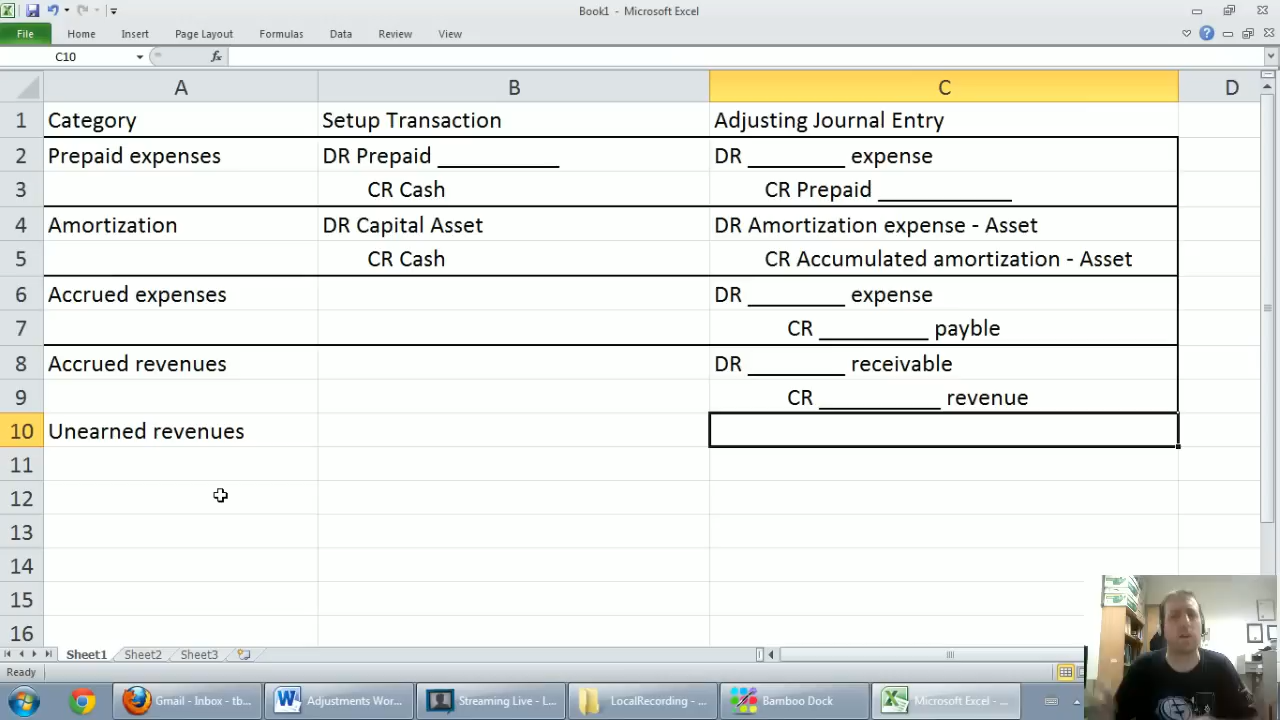 Book1 - Microsoft Excel
File Home Insert Page Layout Formulas Data Review View
C10 fx
A B C D
1 Category Setup Transaction Adjusting Journal Entry
2 Prepaid expenses DR Prepaid ___________ DR _________ expense
3 CR Cash CR Prepaid ____________
4 Amortization DR Capital Asset DR Amortization expense - Asset
5 CR Cash CR Accumulated amortization - Asset
6 Accrued expenses DR _________ expense
7 CR __________ payble
8 Accrued revenues DR _________ receivable
9 CR ___________ revenue
10 Unearned revenues
11
12
13
14
15
16
Sheet1 Sheet2 Sheet3
Ready
Gmail - Inbox - tb... Adjustments Wor... Streaming Live - L... LocalRecording - ... Bamboo Dock Microsoft Excel - ...